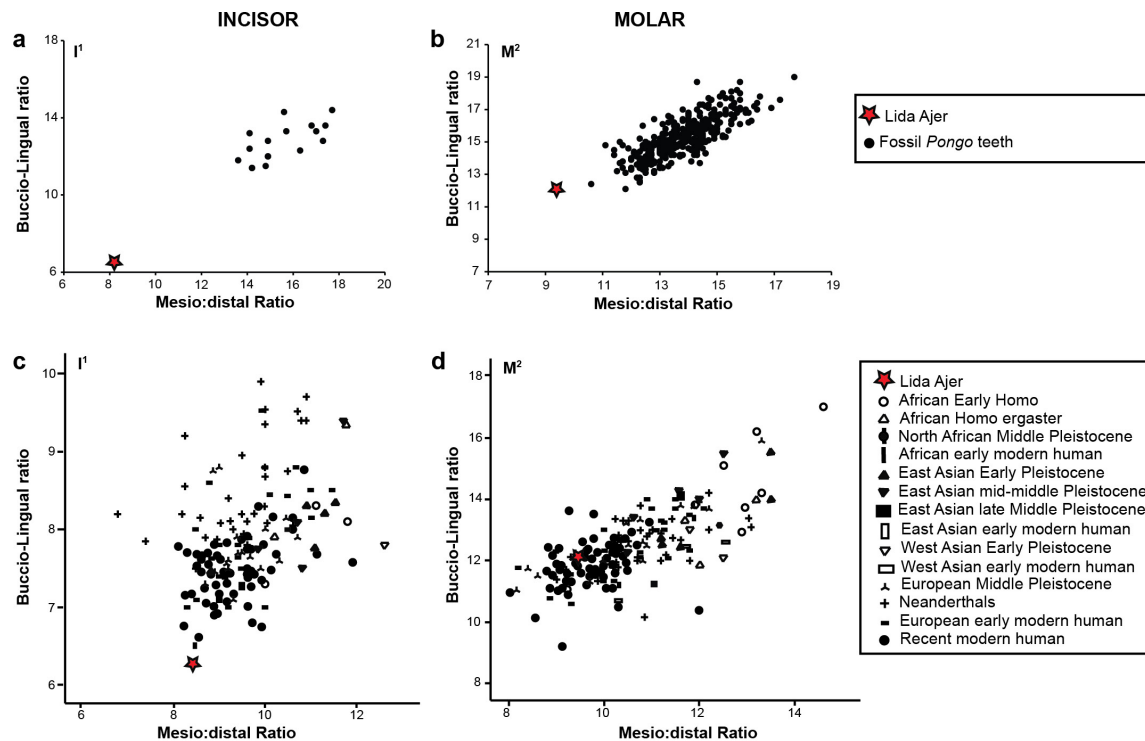 INCISOR
MOLAR
a
I¹
18
14
10
6
Buccio-Lingual ratio
6 8 10 12 14 16 18 20
Mesio:distal Ratio
b
M²
21
19
17
15
13
11
9
7
Buccio-Lingual ratio
7 9 11 13 15 17 19
Mesio:distal Ratio
Lida Ajer
Fossil Pongo teeth
c
I¹
10
9
8
7
6
Buccio-Lingual ratio
6 8 10 12
Mesio:distal Ratio
d
M²
18
16
14
12
10
8
Buccio-Lingual ratio
8 10 12 14
Mesio:distal Ratio
Lida Ajer
African Early Homo
African Homo ergaster
North African Middle Pleistocene
African early modern human
East Asian Early Pleistocene
East Asian mid-middle Pleistocene
East Asian late Middle Pleistocene
East Asian early modern human
West Asian Early Pleistocene
West Asian early modern human
European Middle Pleistocene
Neanderthals
European early modern human
Recent modern human